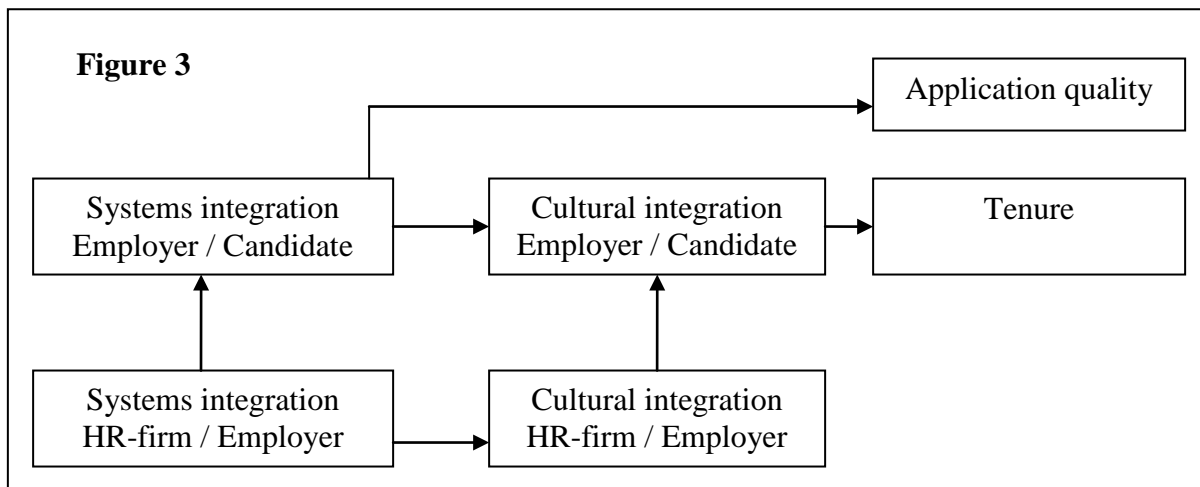 Figure 3
Application quality
Systems integration
Employer / Candidate
Cultural integration
Employer / Candidate
Tenure
Systems integration
HR-firm / Employer
Cultural integration
HR-firm / Employer